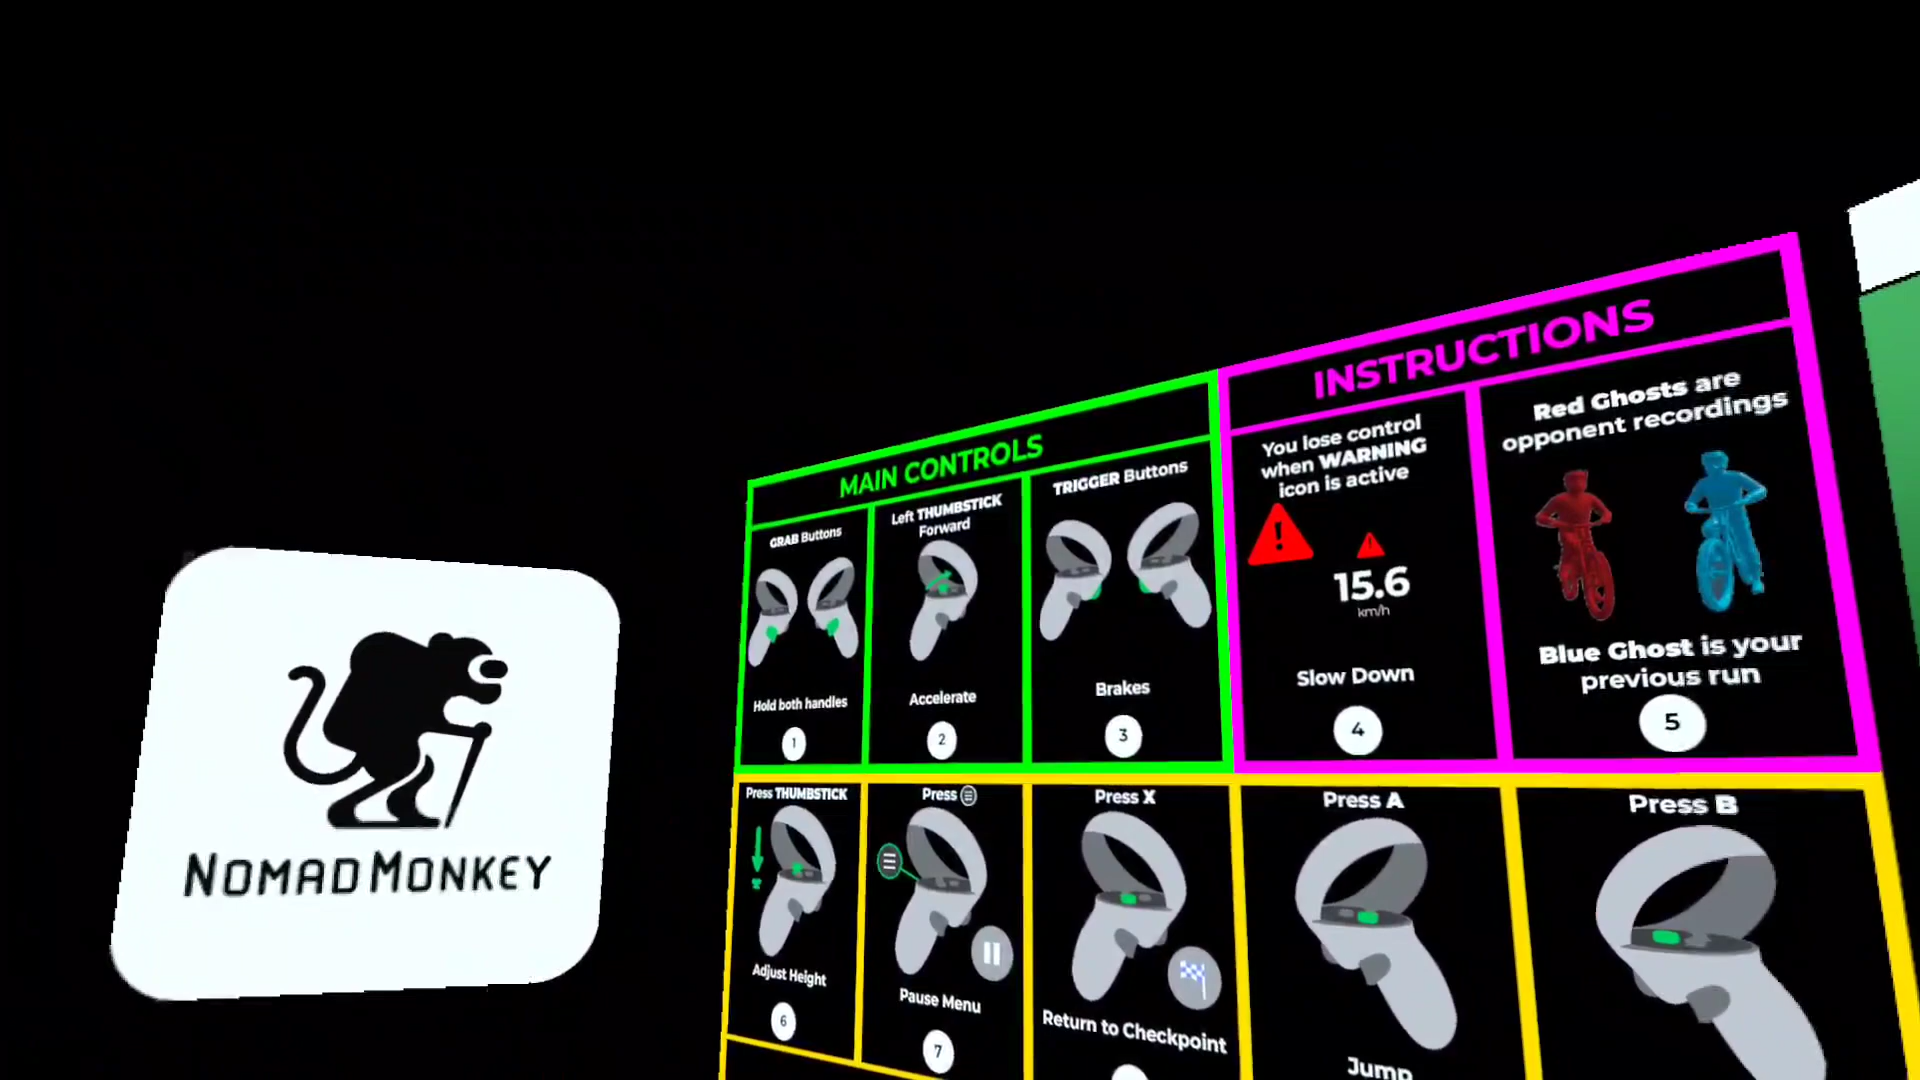 NOMADMONKEY
MAIN CONTROLS
GRAB Buttons
Hold both handles
1
Left THUMBSTICK
Forward
Accelerate
2
TRIGGER Buttons
Brakes
3
INSTRUCTIONS
You lose control
when WARNING
icon is active
!
!
15.6
km/h
Slow Down
4
Red Ghosts are
opponent recordings
Blue Ghost is your
previous run
5
Press THUMBSTICK
Adjust Height
6
Press
Pause Menu
7
Press X
Return to Checkpoint
Press A
Jump
Press B